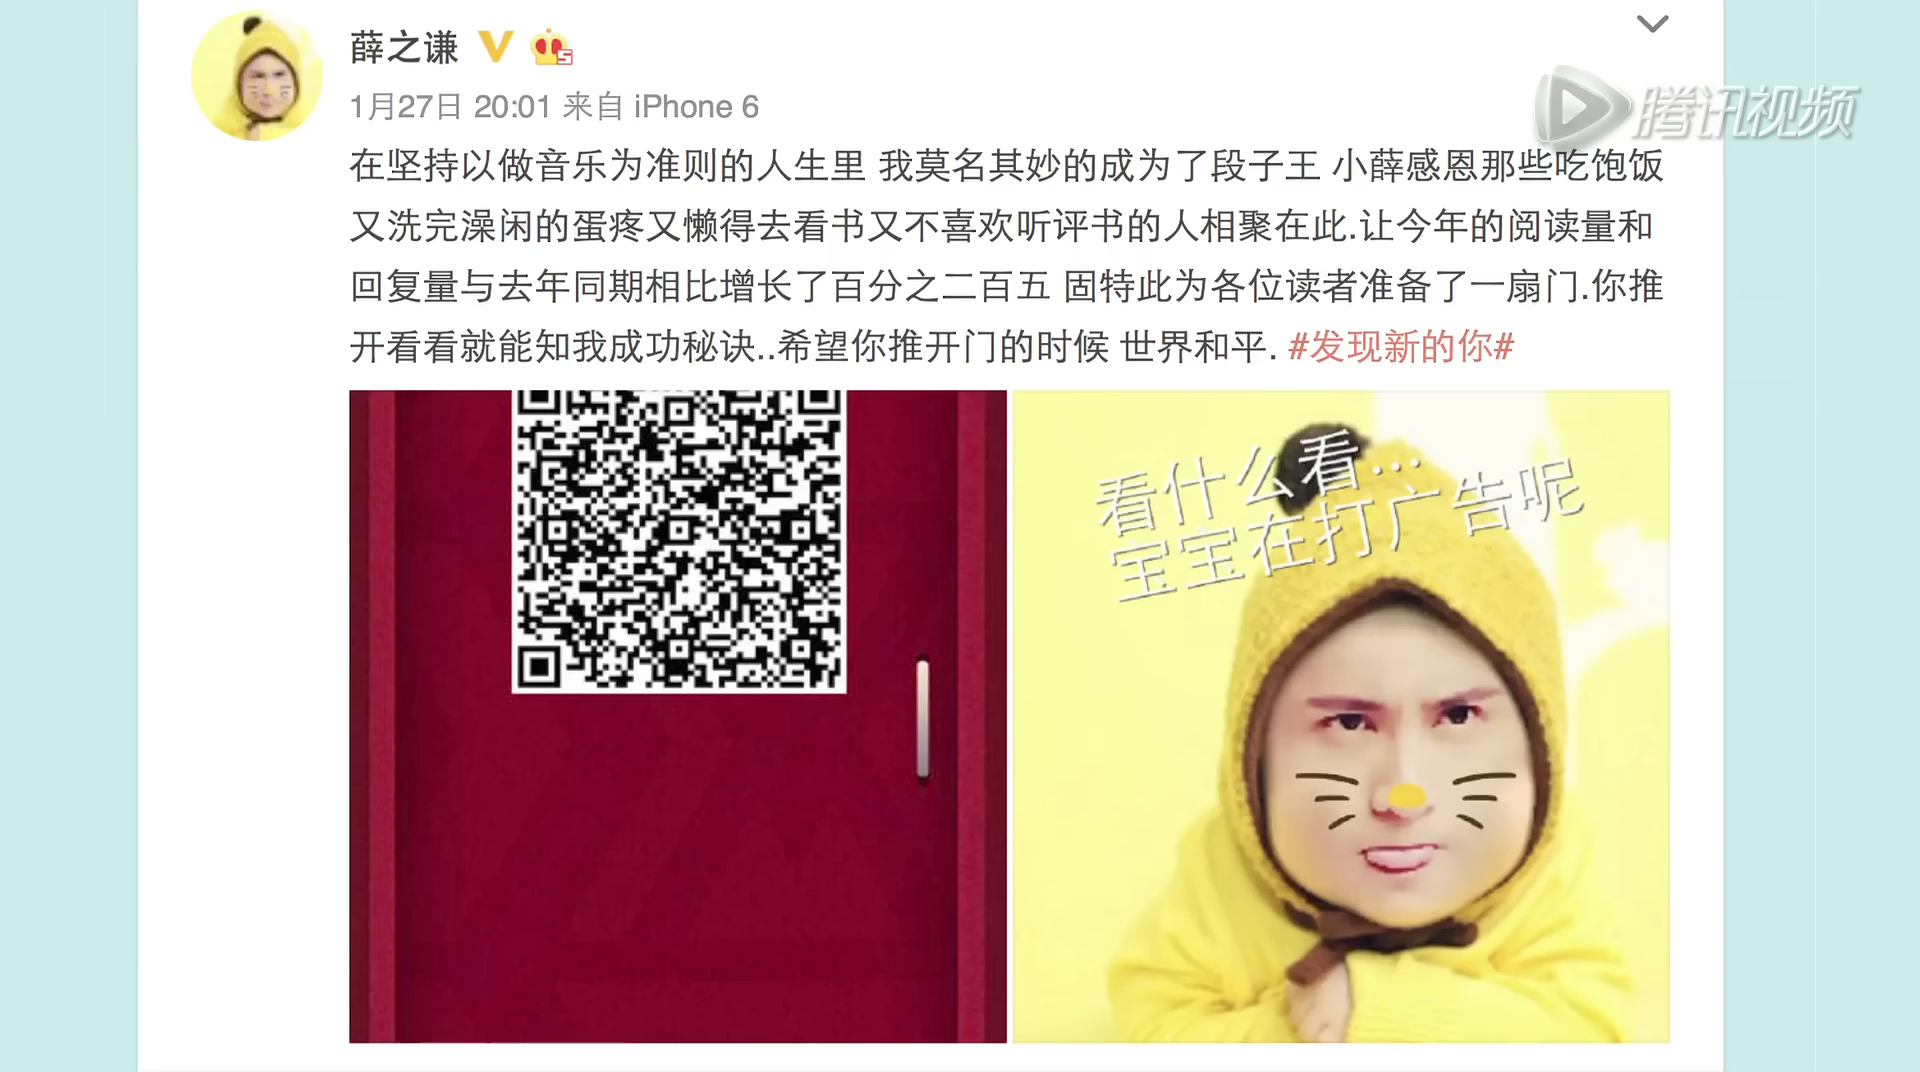 薛之谦
5
1月27日 20:01 来自 iPhone 6
腾讯视频
在坚持以做音乐为准则的人生里 我莫名其妙的成为了段子王 小薛感恩那些吃饱饭
又洗完澡闲的蛋疼又懒得去看书又不喜欢听评书的人相聚在此.让今年的阅读量和
回复量与去年同期相比增长了百分之二百五 固特此为各位读者准备了一扇门.你推
开看看就能知我成功秘诀..希望你推开门的时候 世界和平. #发现新的你#
看什么看...
宝宝在打广告呢